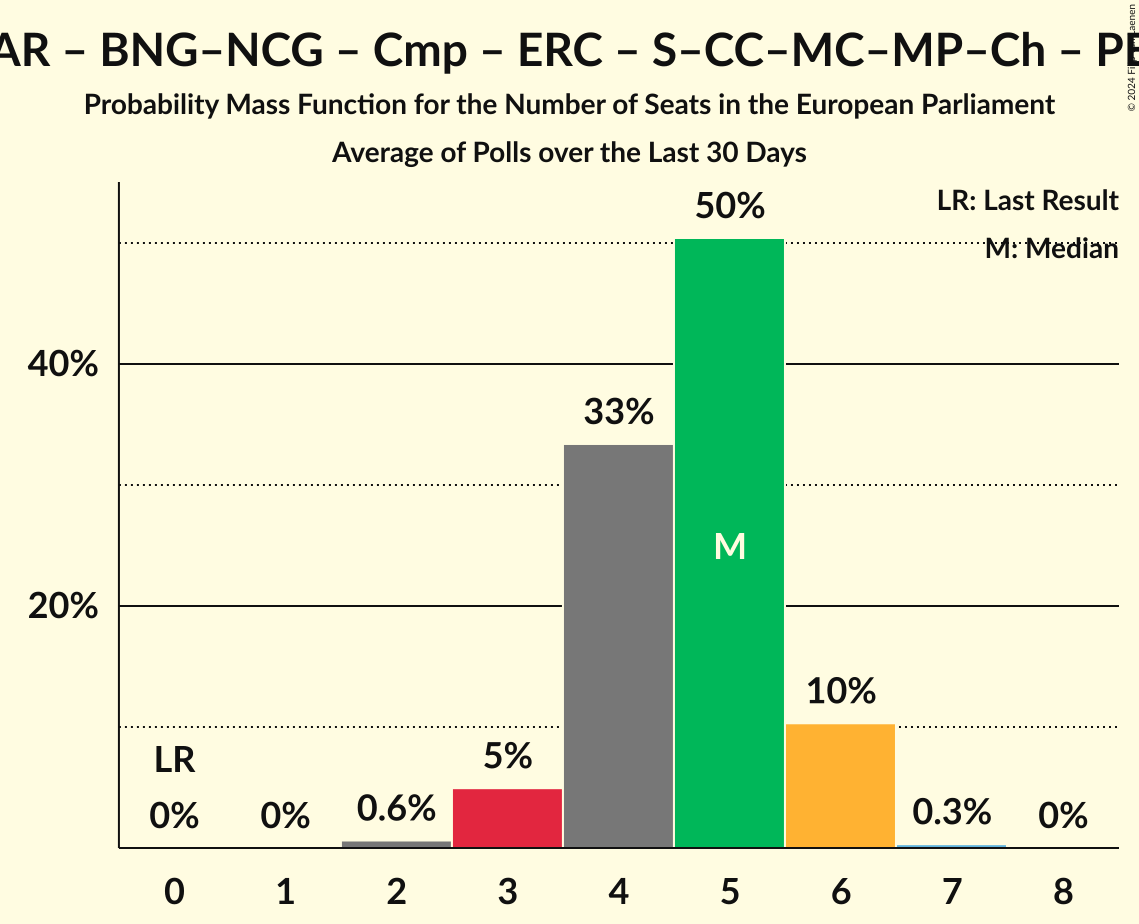 AR – BNG–NCG – Cmp – ERC – S–CC–MC–MP–Ch –
Probability Mass Function for the Number of Seats in the European Parliament
Average of Polls over the Last 30 Days
© 2024
LR: Last Result
M: Median
50%
40%
33%
M
20%
10%
LR
5%
0% 0% 0.6% 0.3% 0%
0 1 2 3 4 5 6 7 8